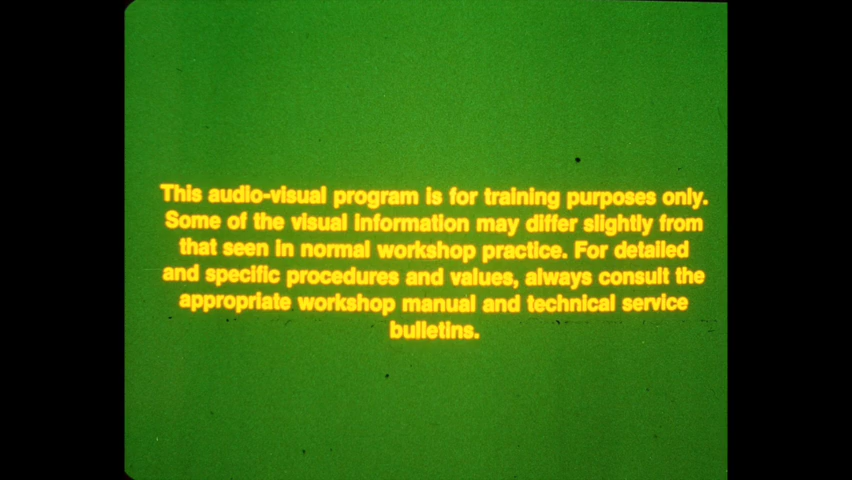 This audio-visual program is for training purposes only.
Some of the visual information may differ slightly from
that seen in normal workshop practice. For detailed
and specific procedures and values, always consult the
appropriate workshop manual and technical service
bulletins.